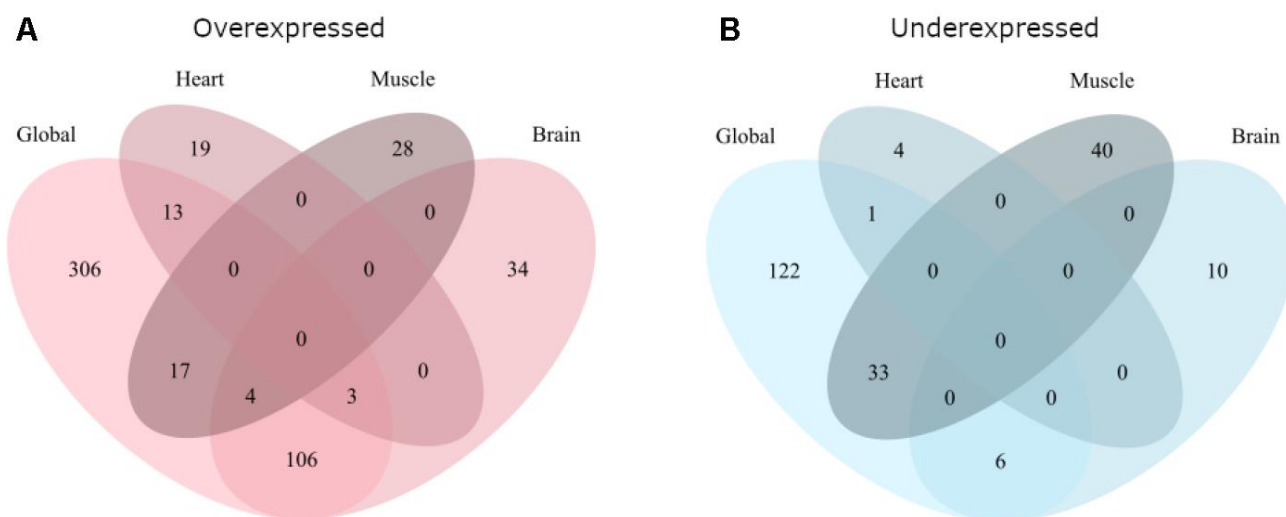 A Overexpressed
Heart Muscle
Global Brain
19 28
0
13 0
306 0 0 34
0
17 0
4 3
106
B Underexpressed
Heart Muscle
Global Brain
4 40
0
1 0
122 0 0 10
0
33 0
0 0
6